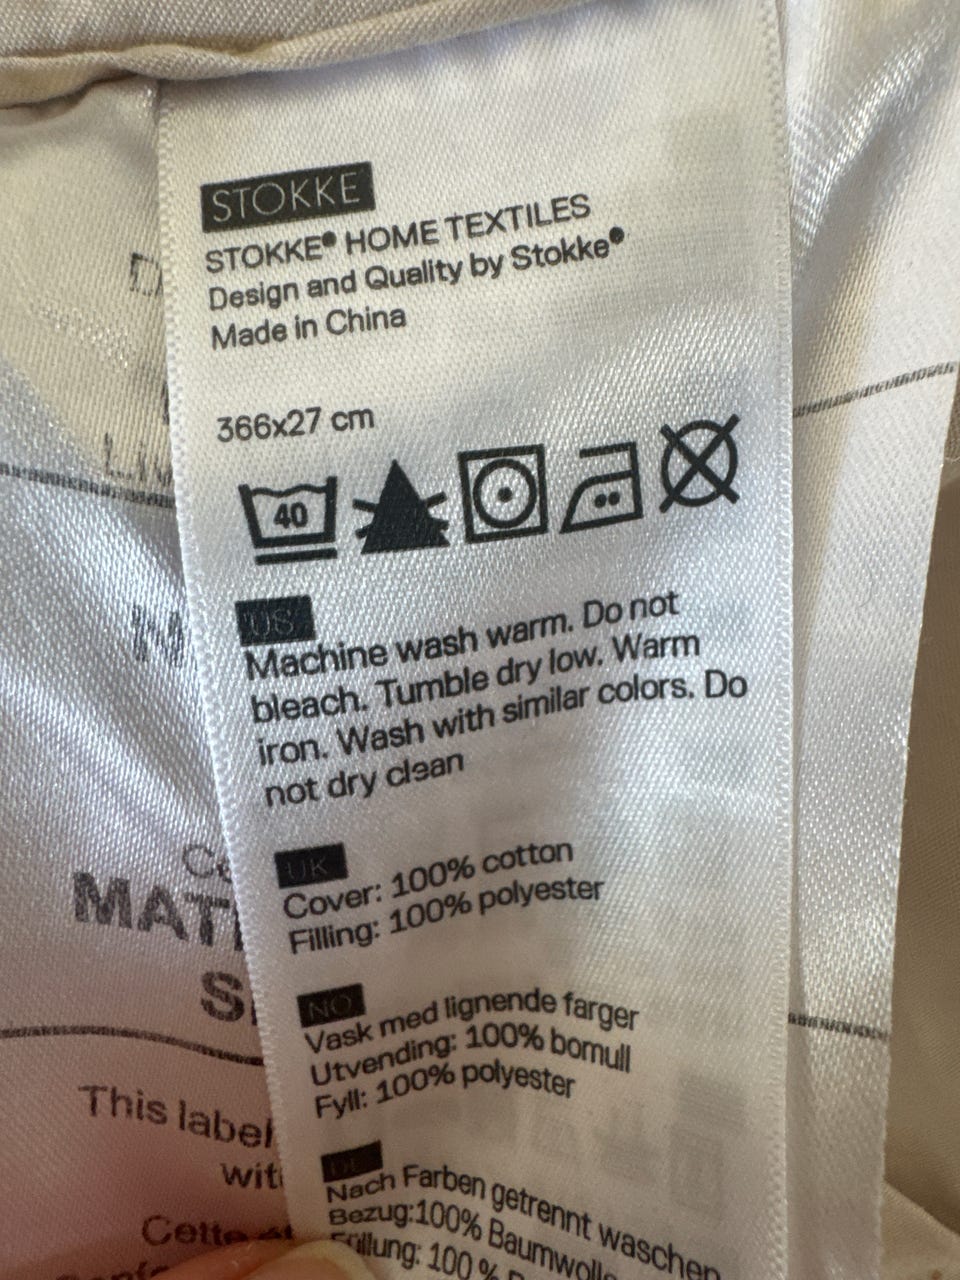 STOKKE
STOKKE® HOME TEXTILES
Design and Quality by Stokke®
Made in China
366x27 cm
40
US
Machine wash warm. Do not
bleach. Tumble dry low. Warm
iron. Wash with similar colors. Do
not dry clean
UK
Cover: 100% cotton
Filling: 100% polyester
NO
Vask med lignende farger
Utvending: 100% bomull
Fyll: 100% polyester
DE
Nach Farben getrennt waschen
Bezug:100% Baumwolle
Füllung: 100 %
This label